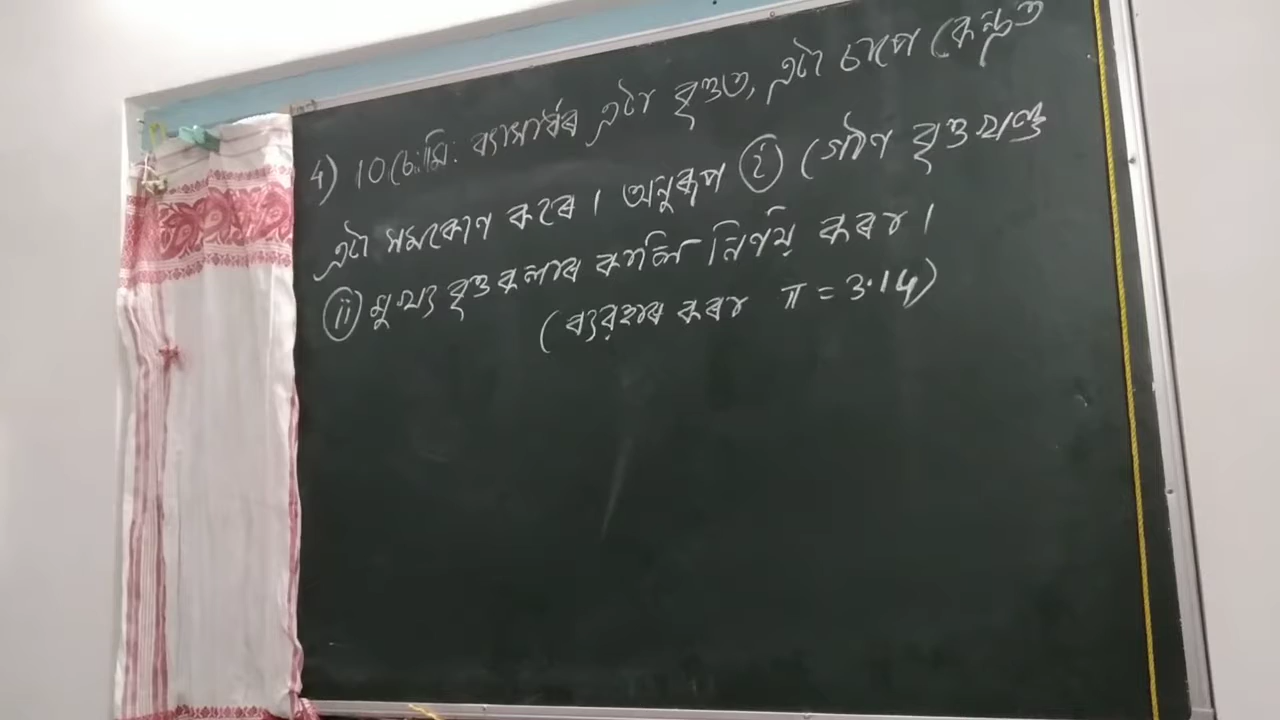 4) 10 চে:মি: ব্যাসাৰ্ধৰ এটা বৃত্তত, এটা চাপে কেন্দ্ৰত
এটা সমকোণ কৰে। অনুৰূপ (i) গৌণ বৃত্তখণ্ড
(ii) মুখ্য বৃত্তকলাৰ কালি নিৰ্ণয় কৰা।
(ব্যৱহাৰ কৰা π = 3.14)